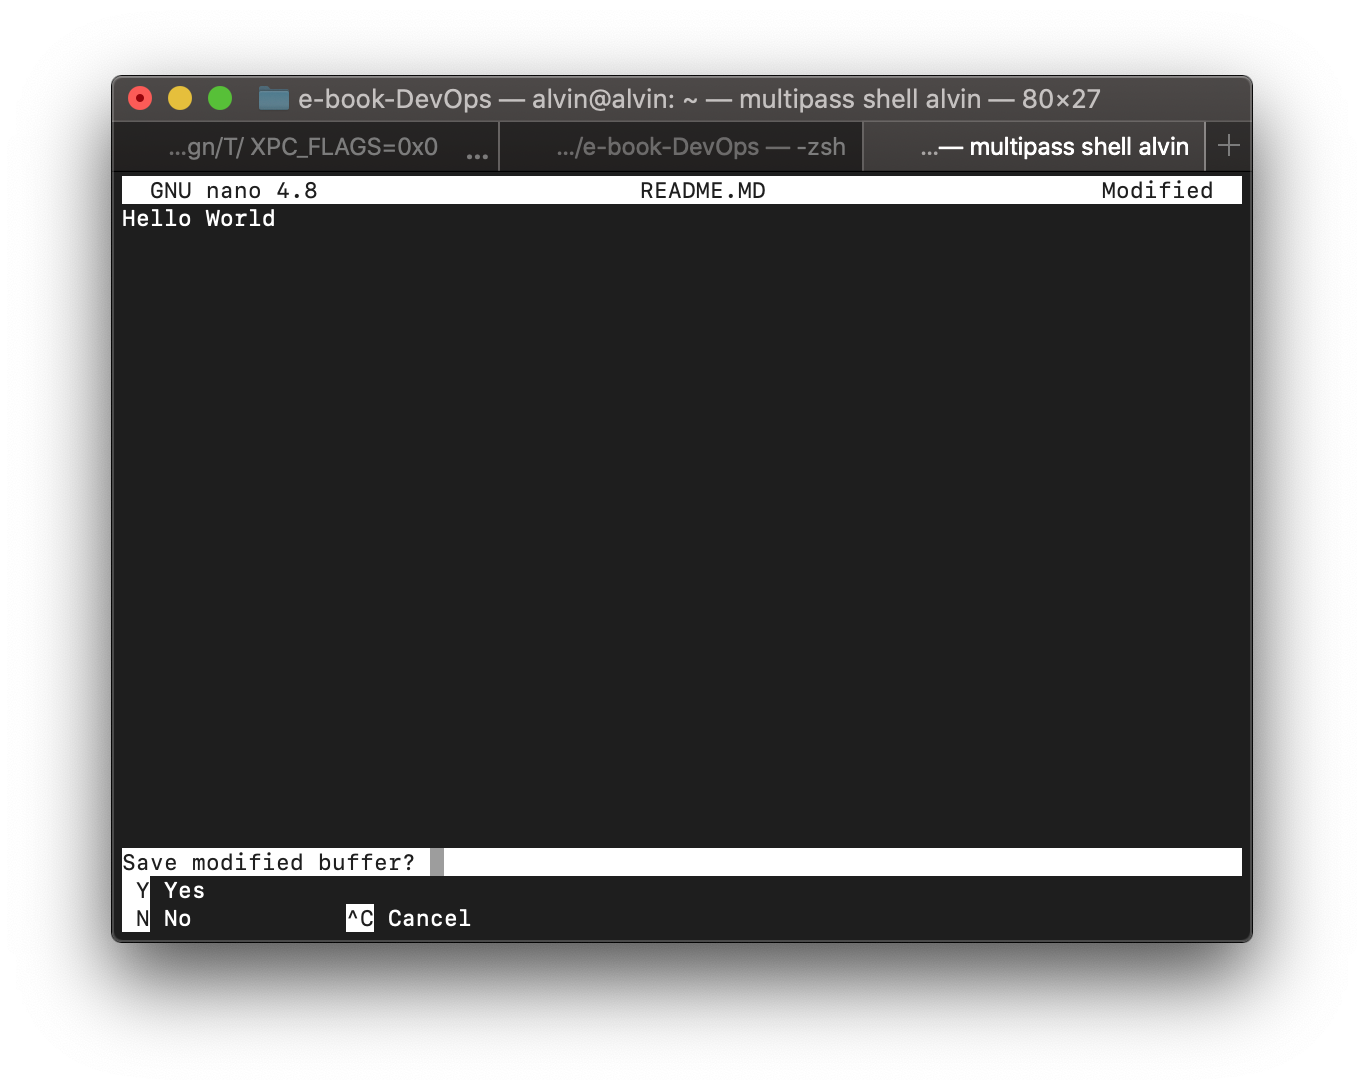 e-book-DevOps — alvin@alvin: ~ — multipass shell alvin — 80×27
...gn/T/ XPC_FLAGS=0x0 ... .../e-book-DevOps — -zsh ...— multipass shell alvin +
GNU nano 4.8 README.MD Modified
Hello World
Save modified buffer?
Y Yes
N No ^C Cancel